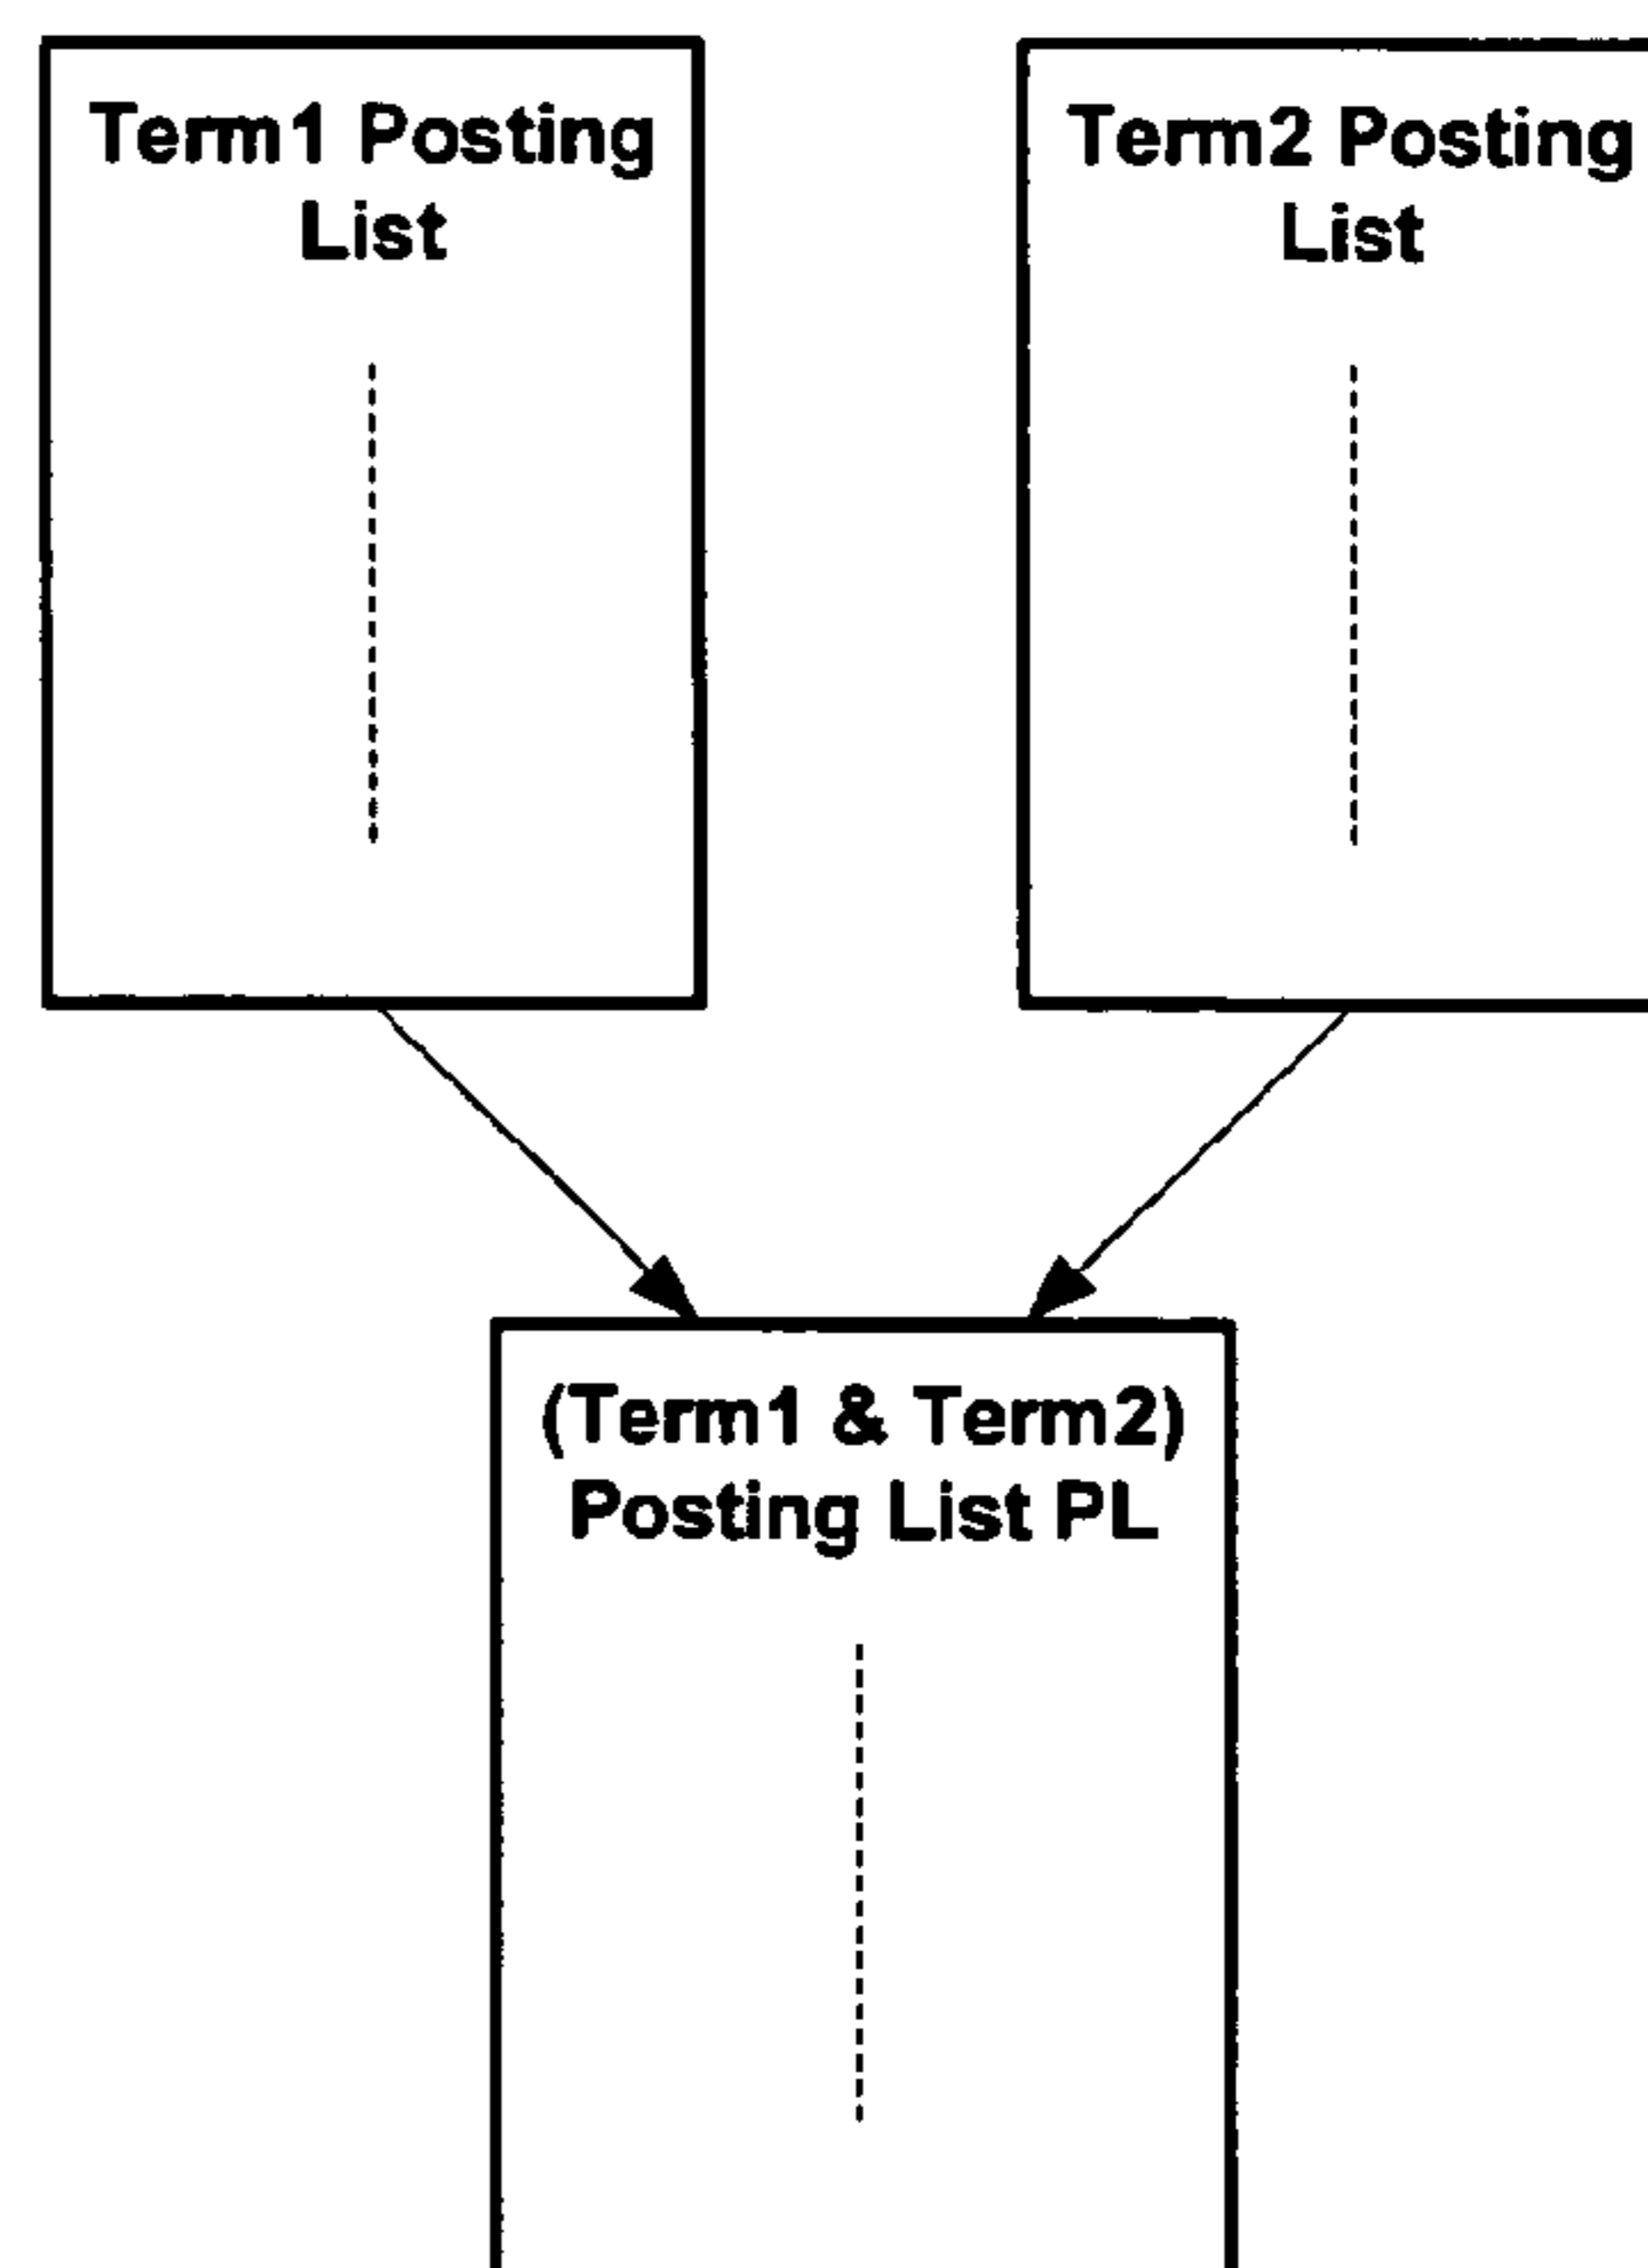 Term1 Posting
List
Term2 Posting
List
(Term1 & Term2)
Posting List PL